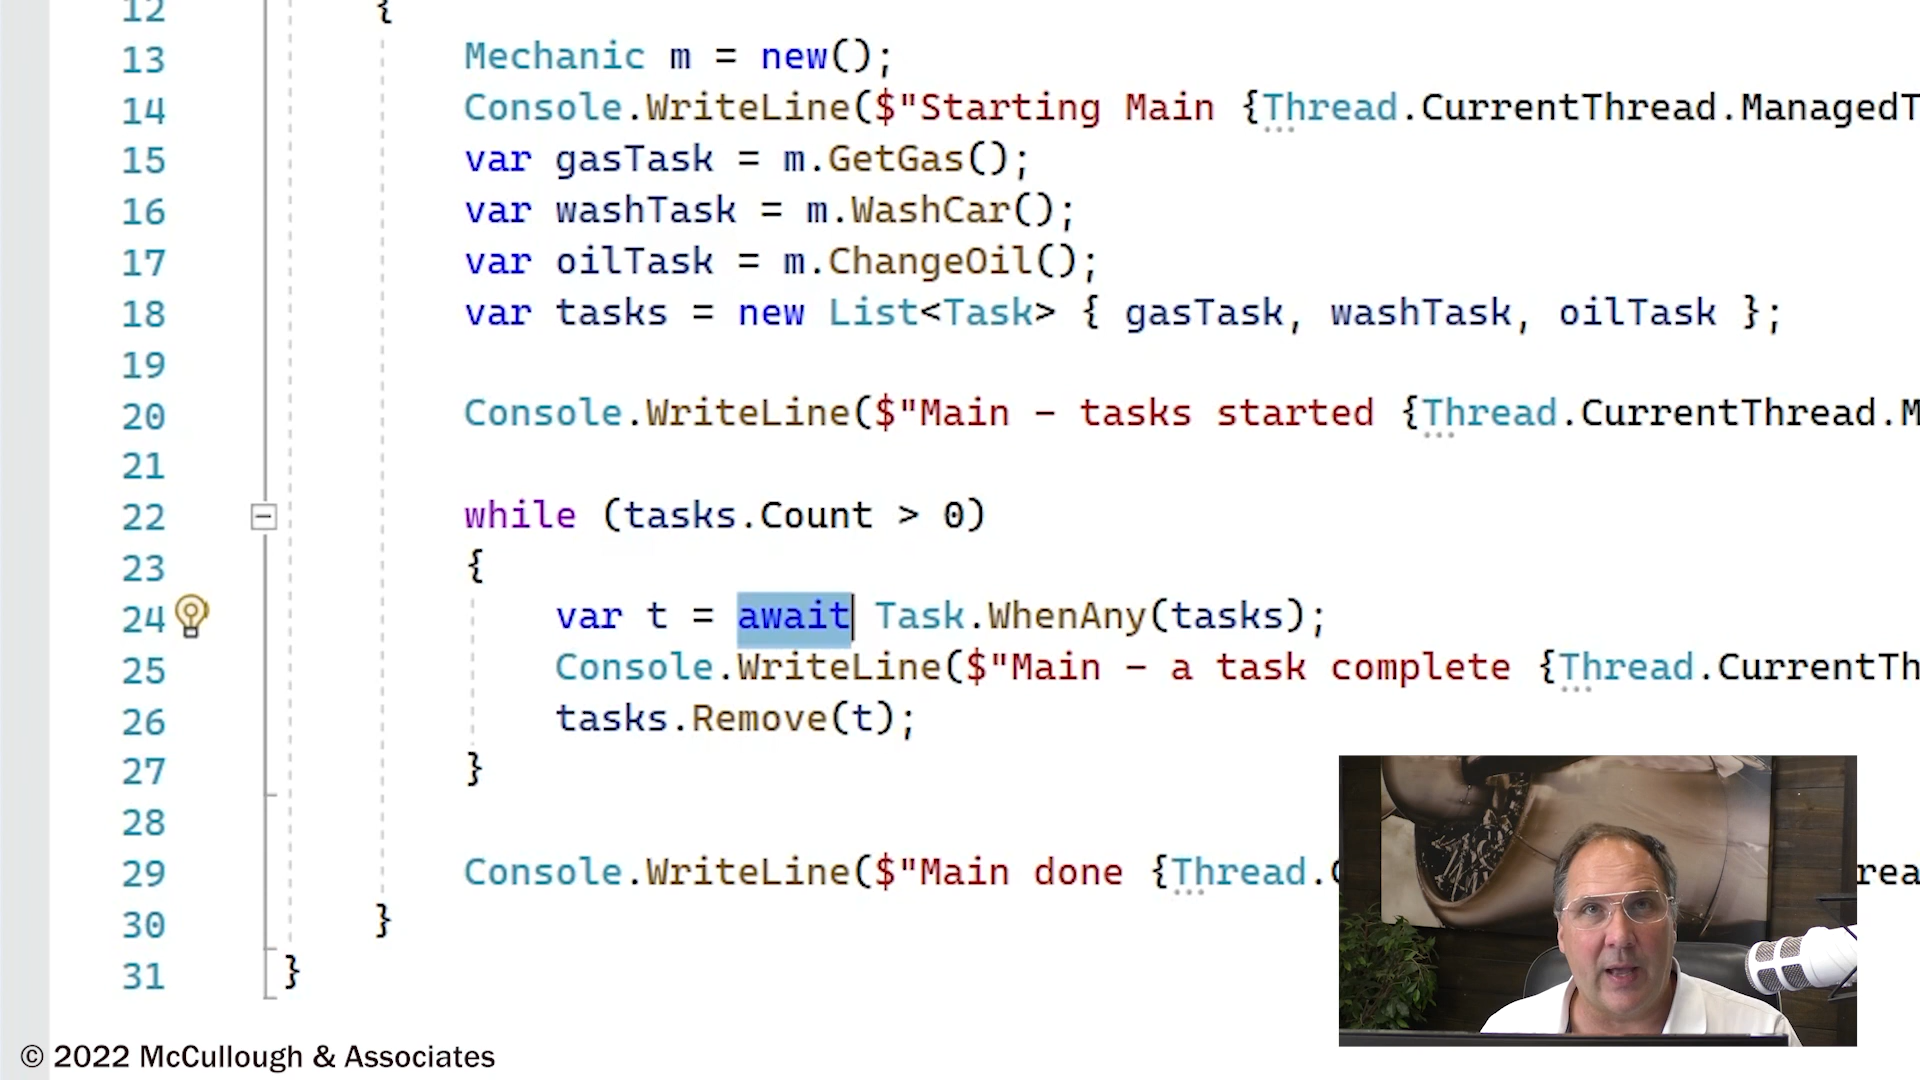 12 {
13 Mechanic m = new();
14 Console.WriteLine($"Starting Main {Thread.CurrentThread.ManagedT
15 var gasTask = m.GetGas();
16 var washTask = m.WashCar();
17 var oilTask = m.ChangeOil();
18 var tasks = new List<Task> { gasTask, washTask, oilTask };
19
20 Console.WriteLine($"Main – tasks started {Thread.CurrentThread.M
21
22 while (tasks.Count > 0)
23 {
24 var t = await Task.WhenAny(tasks);
25 Console.WriteLine($"Main – a task complete {Thread.CurrentTh
26 tasks.Remove(t);
27 }
28
29 Console.WriteLine($"Main done {Thread. rea
30 }
31 }
© 2022 McCullough & Associates